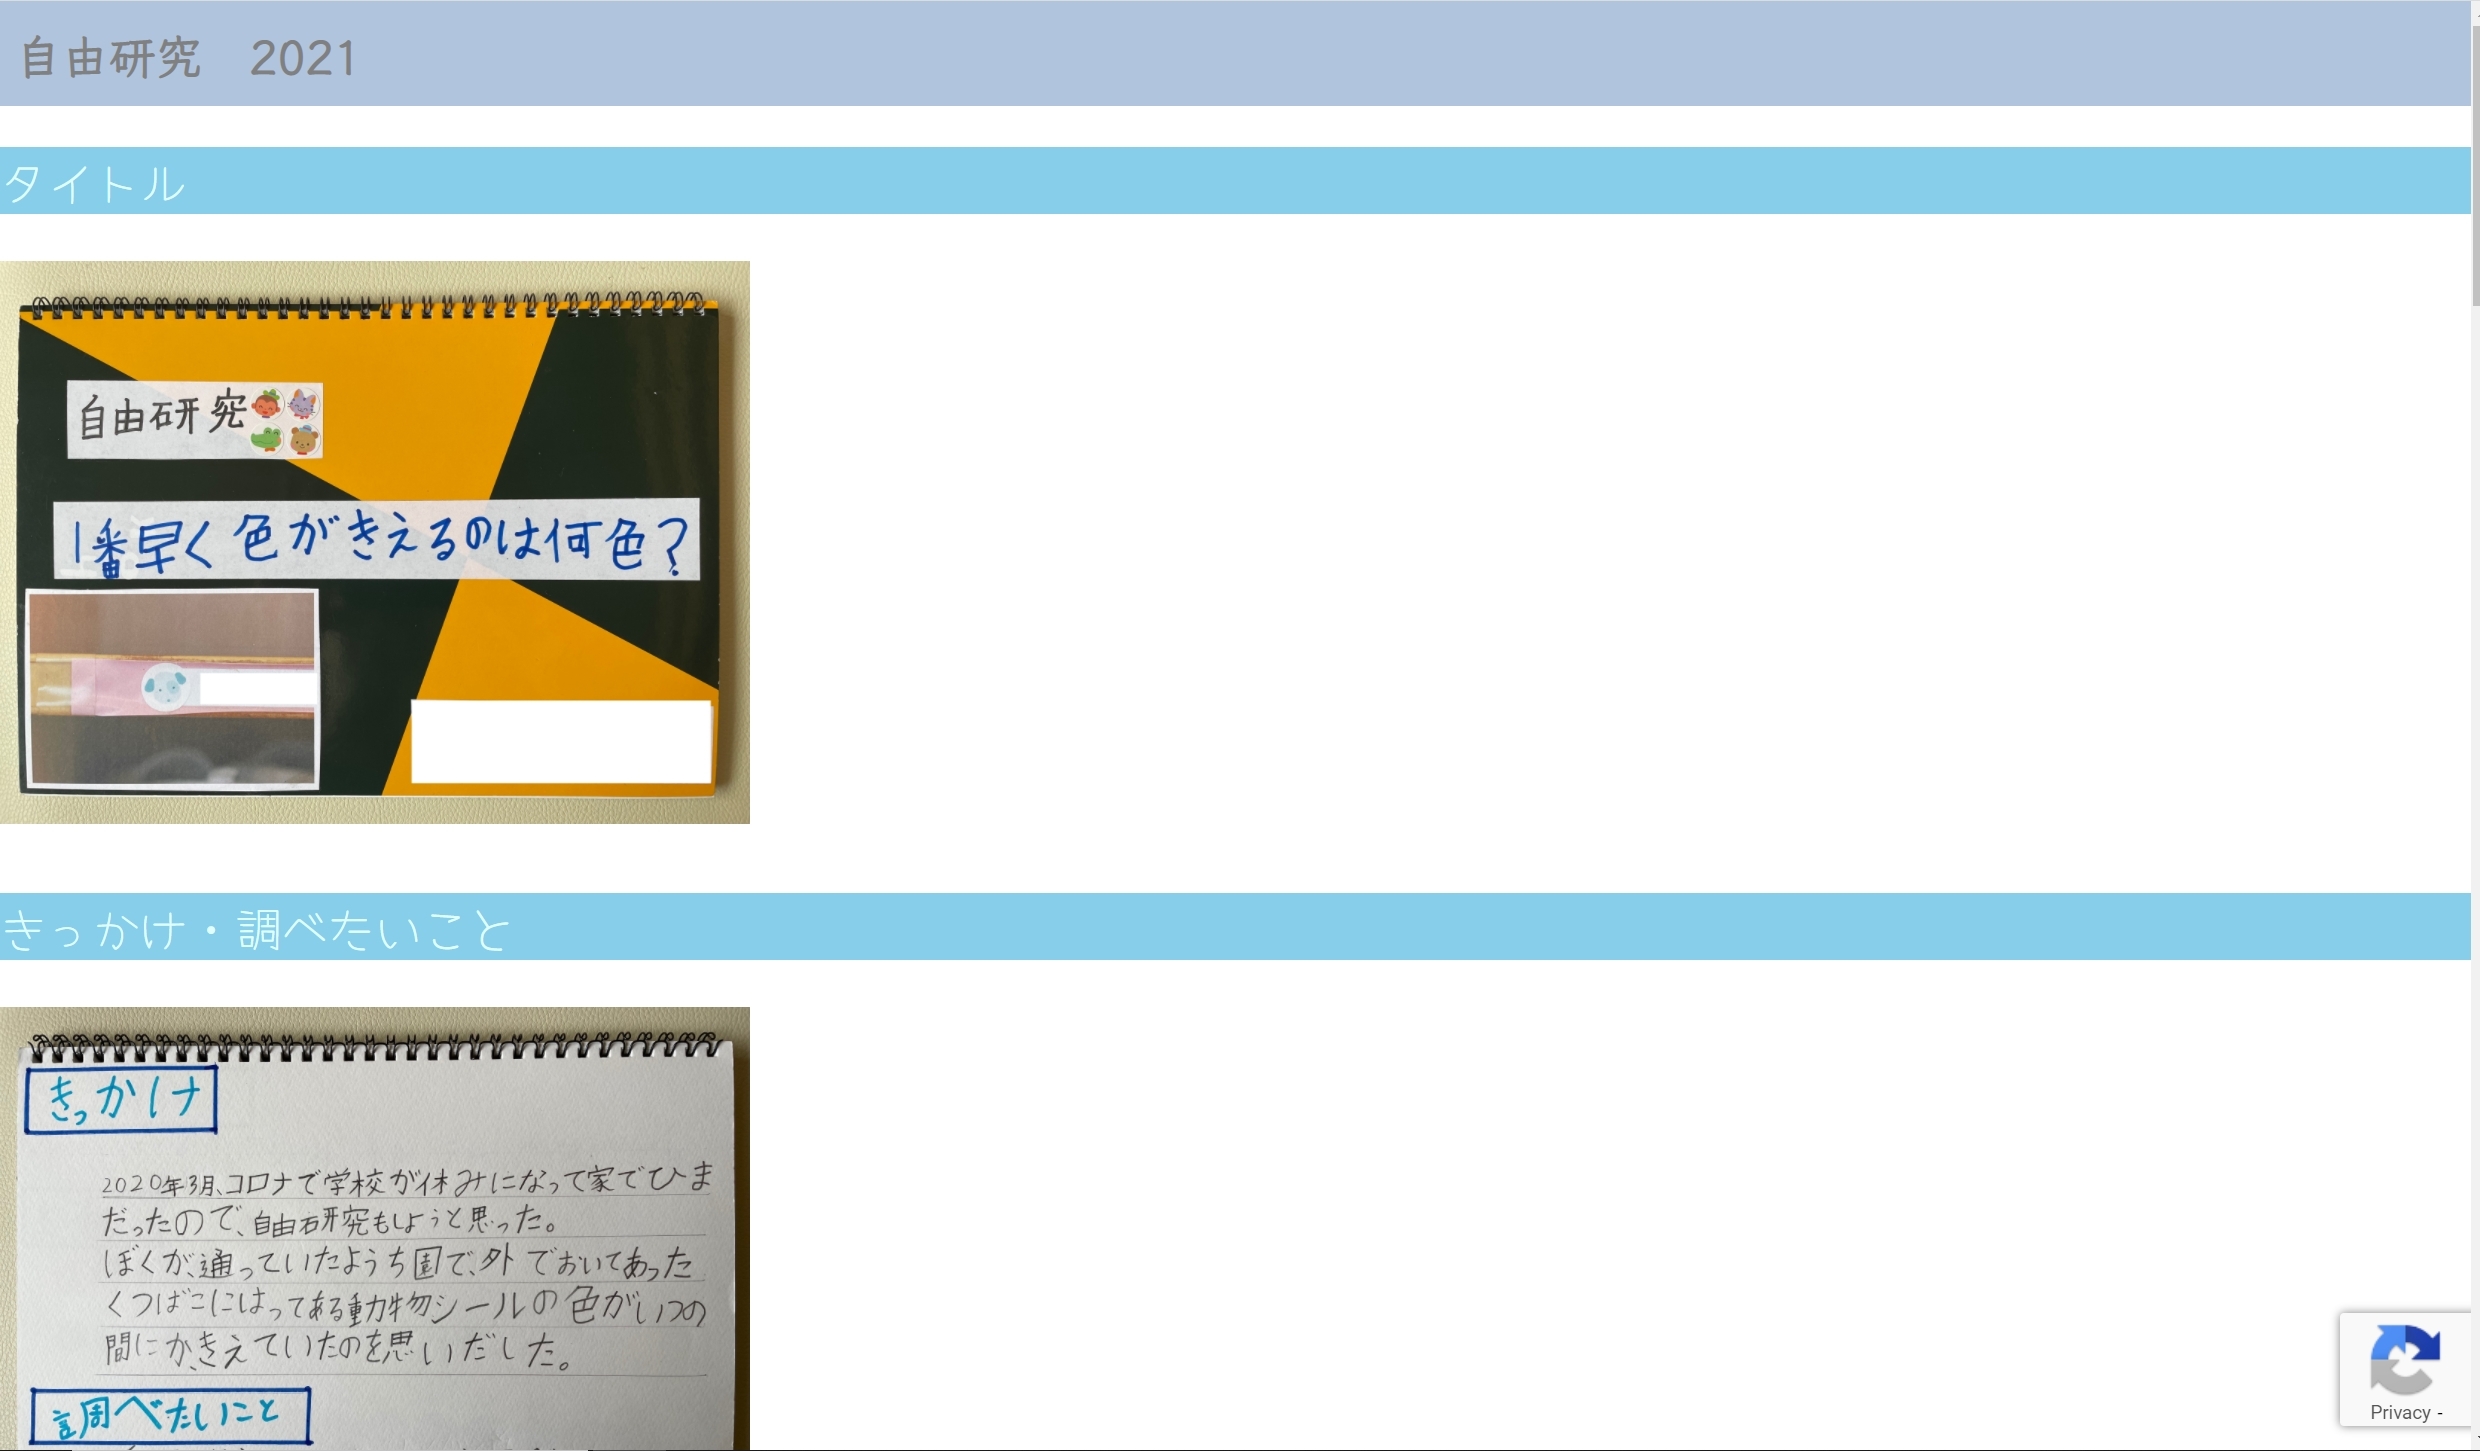 自由研究　2021
タイトル
自由研究
1番早く色がきえるのは何色?
きっかけ・調べたいこと
きっかけ
2020年3月、コロナで学校が休みになって家でひま
だったので、自由研究もしようと思った。
ぼくが、通っていたようち園で、外でおいてあった
くつばこにはってある動物シールの色がいつの
間にか、きえていたのを思いだした。
調べたいこと
Privacy -